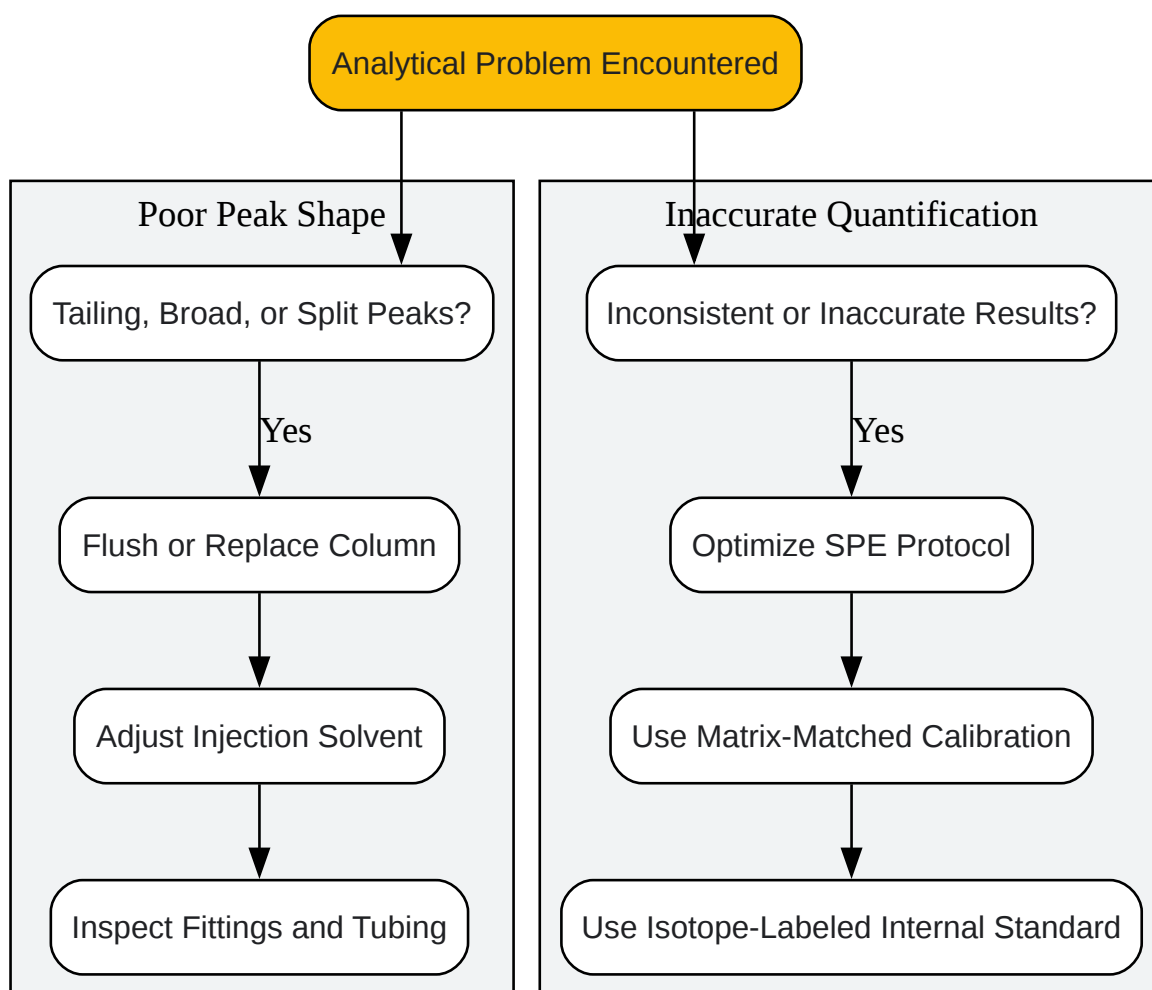 Analytical Problem Encountered
Poor Peak Shape
Tailing, Broad, or Split Peaks?
Yes
Flush or Replace Column
Adjust Injection Solvent
Inspect Fittings and Tubing
Inaccurate Quantification
Inconsistent or Inaccurate Results?
Yes
Optimize SPE Protocol
Use Matrix-Matched Calibration
Use Isotope-Labeled Internal Standard